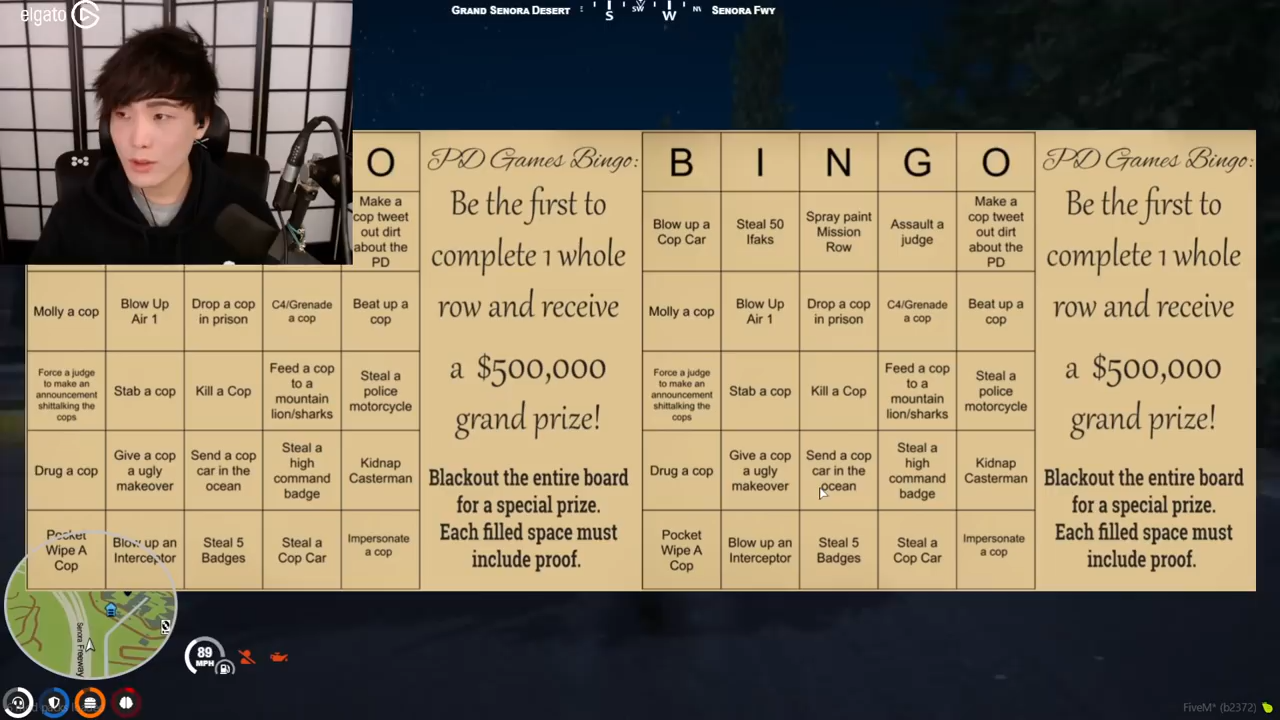 elgato
GRAND SENORA DESERT
S
SW
W
SENORA FWY
O
Make a
cop tweet
out dirt
about the
PD
Molly a cop
Blow Up
Air 1
Drop a cop
in prison
C4/Grenade
a cop
Beat up a
cop
Force a judge
to make an
announcement
shittalking the
cops
Stab a cop
Kill a Cop
Feed a cop
to a
mountain
lion/sharks
Steal a
police
motorcycle
Drug a cop
Give a cop
a ugly
makeover
Send a cop
car in the
ocean
Steal a
high
command
badge
Kidnap
Casterman
Pocket
Wipe A
Cop
Blow up an
Interceptor
Steal 5
Badges
Steal a
Cop Car
Impersonate
a cop
PD Games Bingo:
Be the first to
complete 1 whole
row and receive
a $500,000
grand prize!
Blackout the entire board
for a special prize.
Each filled space must
include proof.
B I N G O
Blow up a
Cop Car
Steal 50
Ifaks
Spray paint
Mission
Row
Assault a
judge
Make a
cop tweet
out dirt
about the
PD
Molly a cop
Blow Up
Air 1
Drop a cop
in prison
C4/Grenade
a cop
Beat up a
cop
Force a judge
to make an
announcement
shittalking the
cops
Stab a cop
Kill a Cop
Feed a cop
to a
mountain
lion/sharks
Steal a
police
motorcycle
Drug a cop
Give a cop
a ugly
makeover
Send a cop
car in the
ocean
Steal a
high
command
badge
Kidnap
Casterman
Pocket
Wipe A
Cop
Blow up an
Interceptor
Steal 5
Badges
Steal a
Cop Car
Impersonate
a cop
PD Games Bingo:
Be the first to
complete 1 whole
row and receive
a $500,000
grand prize!
Blackout the entire board
for a special prize.
Each filled space must
include proof.
Senora Freeway
89
MPH
FiveM* (b2372)